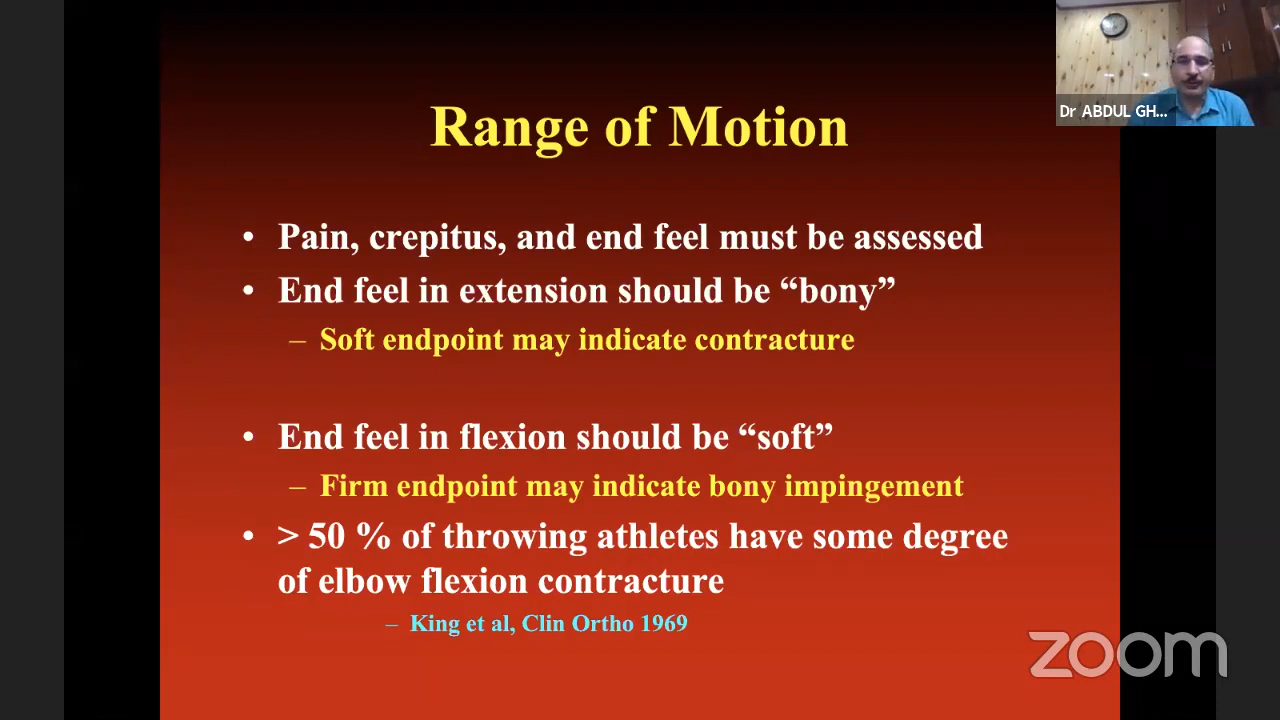 Dr ABDUL GH...
Range of Motion
• Pain, crepitus, and end feel must be assessed
• End feel in extension should be “bony”
– Soft endpoint may indicate contracture
• End feel in flexion should be “soft”
– Firm endpoint may indicate bony impingement
• > 50 % of throwing athletes have some degree
of elbow flexion contracture
– King et al, Clin Ortho 1969
zoom